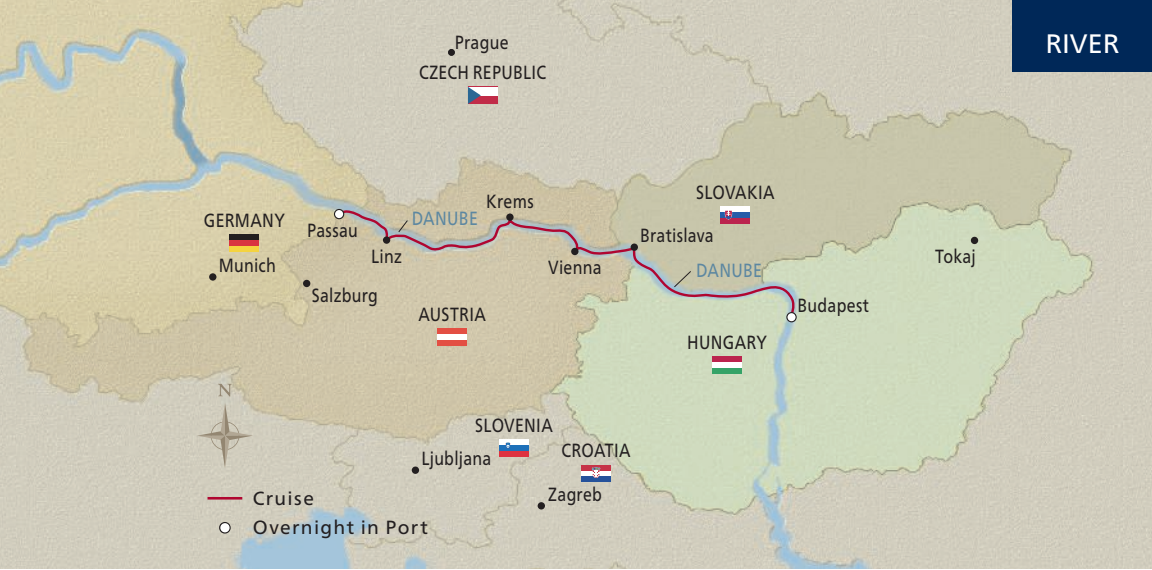 RIVER
Prague
CZECH REPUBLIC
SLOVAKIA
Krems
GERMANY
DANUBE
Passau
Bratislava
Linz
Vienna
Tokaj
Munich
DANUBE
Salzburg
Budapest
AUSTRIA
HUNGARY
N
SLOVENIA
CROATIA
Ljubljana
Zagreb
Cruise
Overnight in Port